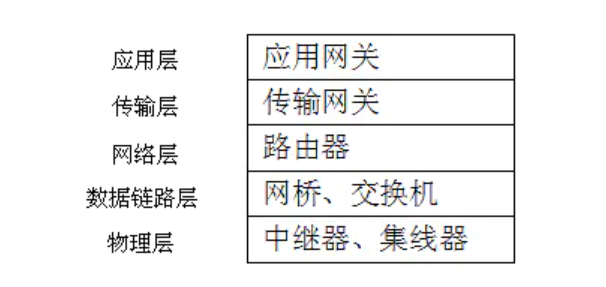 应用层 应用网关
传输层 传输网关
网络层 路由器
数据链路层 网桥、交换机
物理层 中继器、集线器